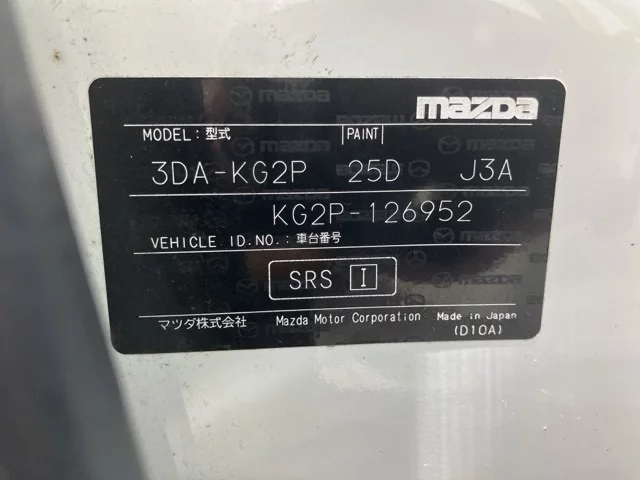 mazda
MODEL:型式 PAINT
3DA-KG2P 25D J3A
KG2P-126952
VEHICLE I.D.NO.:車台番号
SRS I
マツダ株式会社 Mazda Motor Corporation Made in Japan
(D10A)